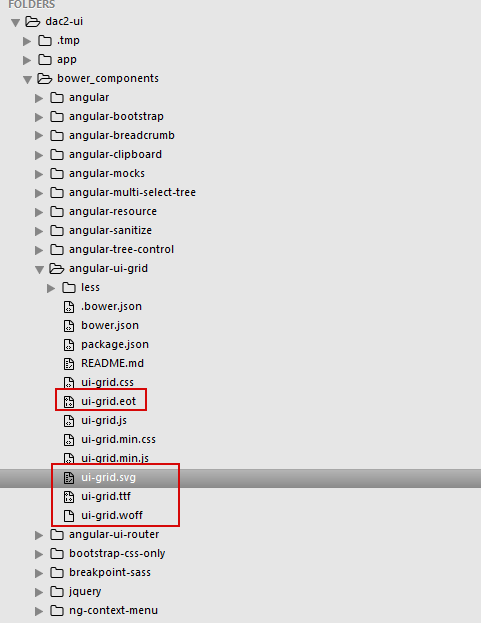 FOLDERS
dac2-ui
.tmp
app
bower_components
angular
angular-bootstrap
angular-breadcrumb
angular-clipboard
angular-mocks
angular-multi-select-tree
angular-resource
angular-sanitize
angular-tree-control
angular-ui-grid
less
.bower.json
bower.json
package.json
README.md
ui-grid.css
ui-grid.eot
ui-grid.js
ui-grid.min.css
ui-grid.min.js
ui-grid.svg
ui-grid.ttf
ui-grid.woff
angular-ui-router
bootstrap-css-only
breakpoint-sass
jquery
ng-context-menu